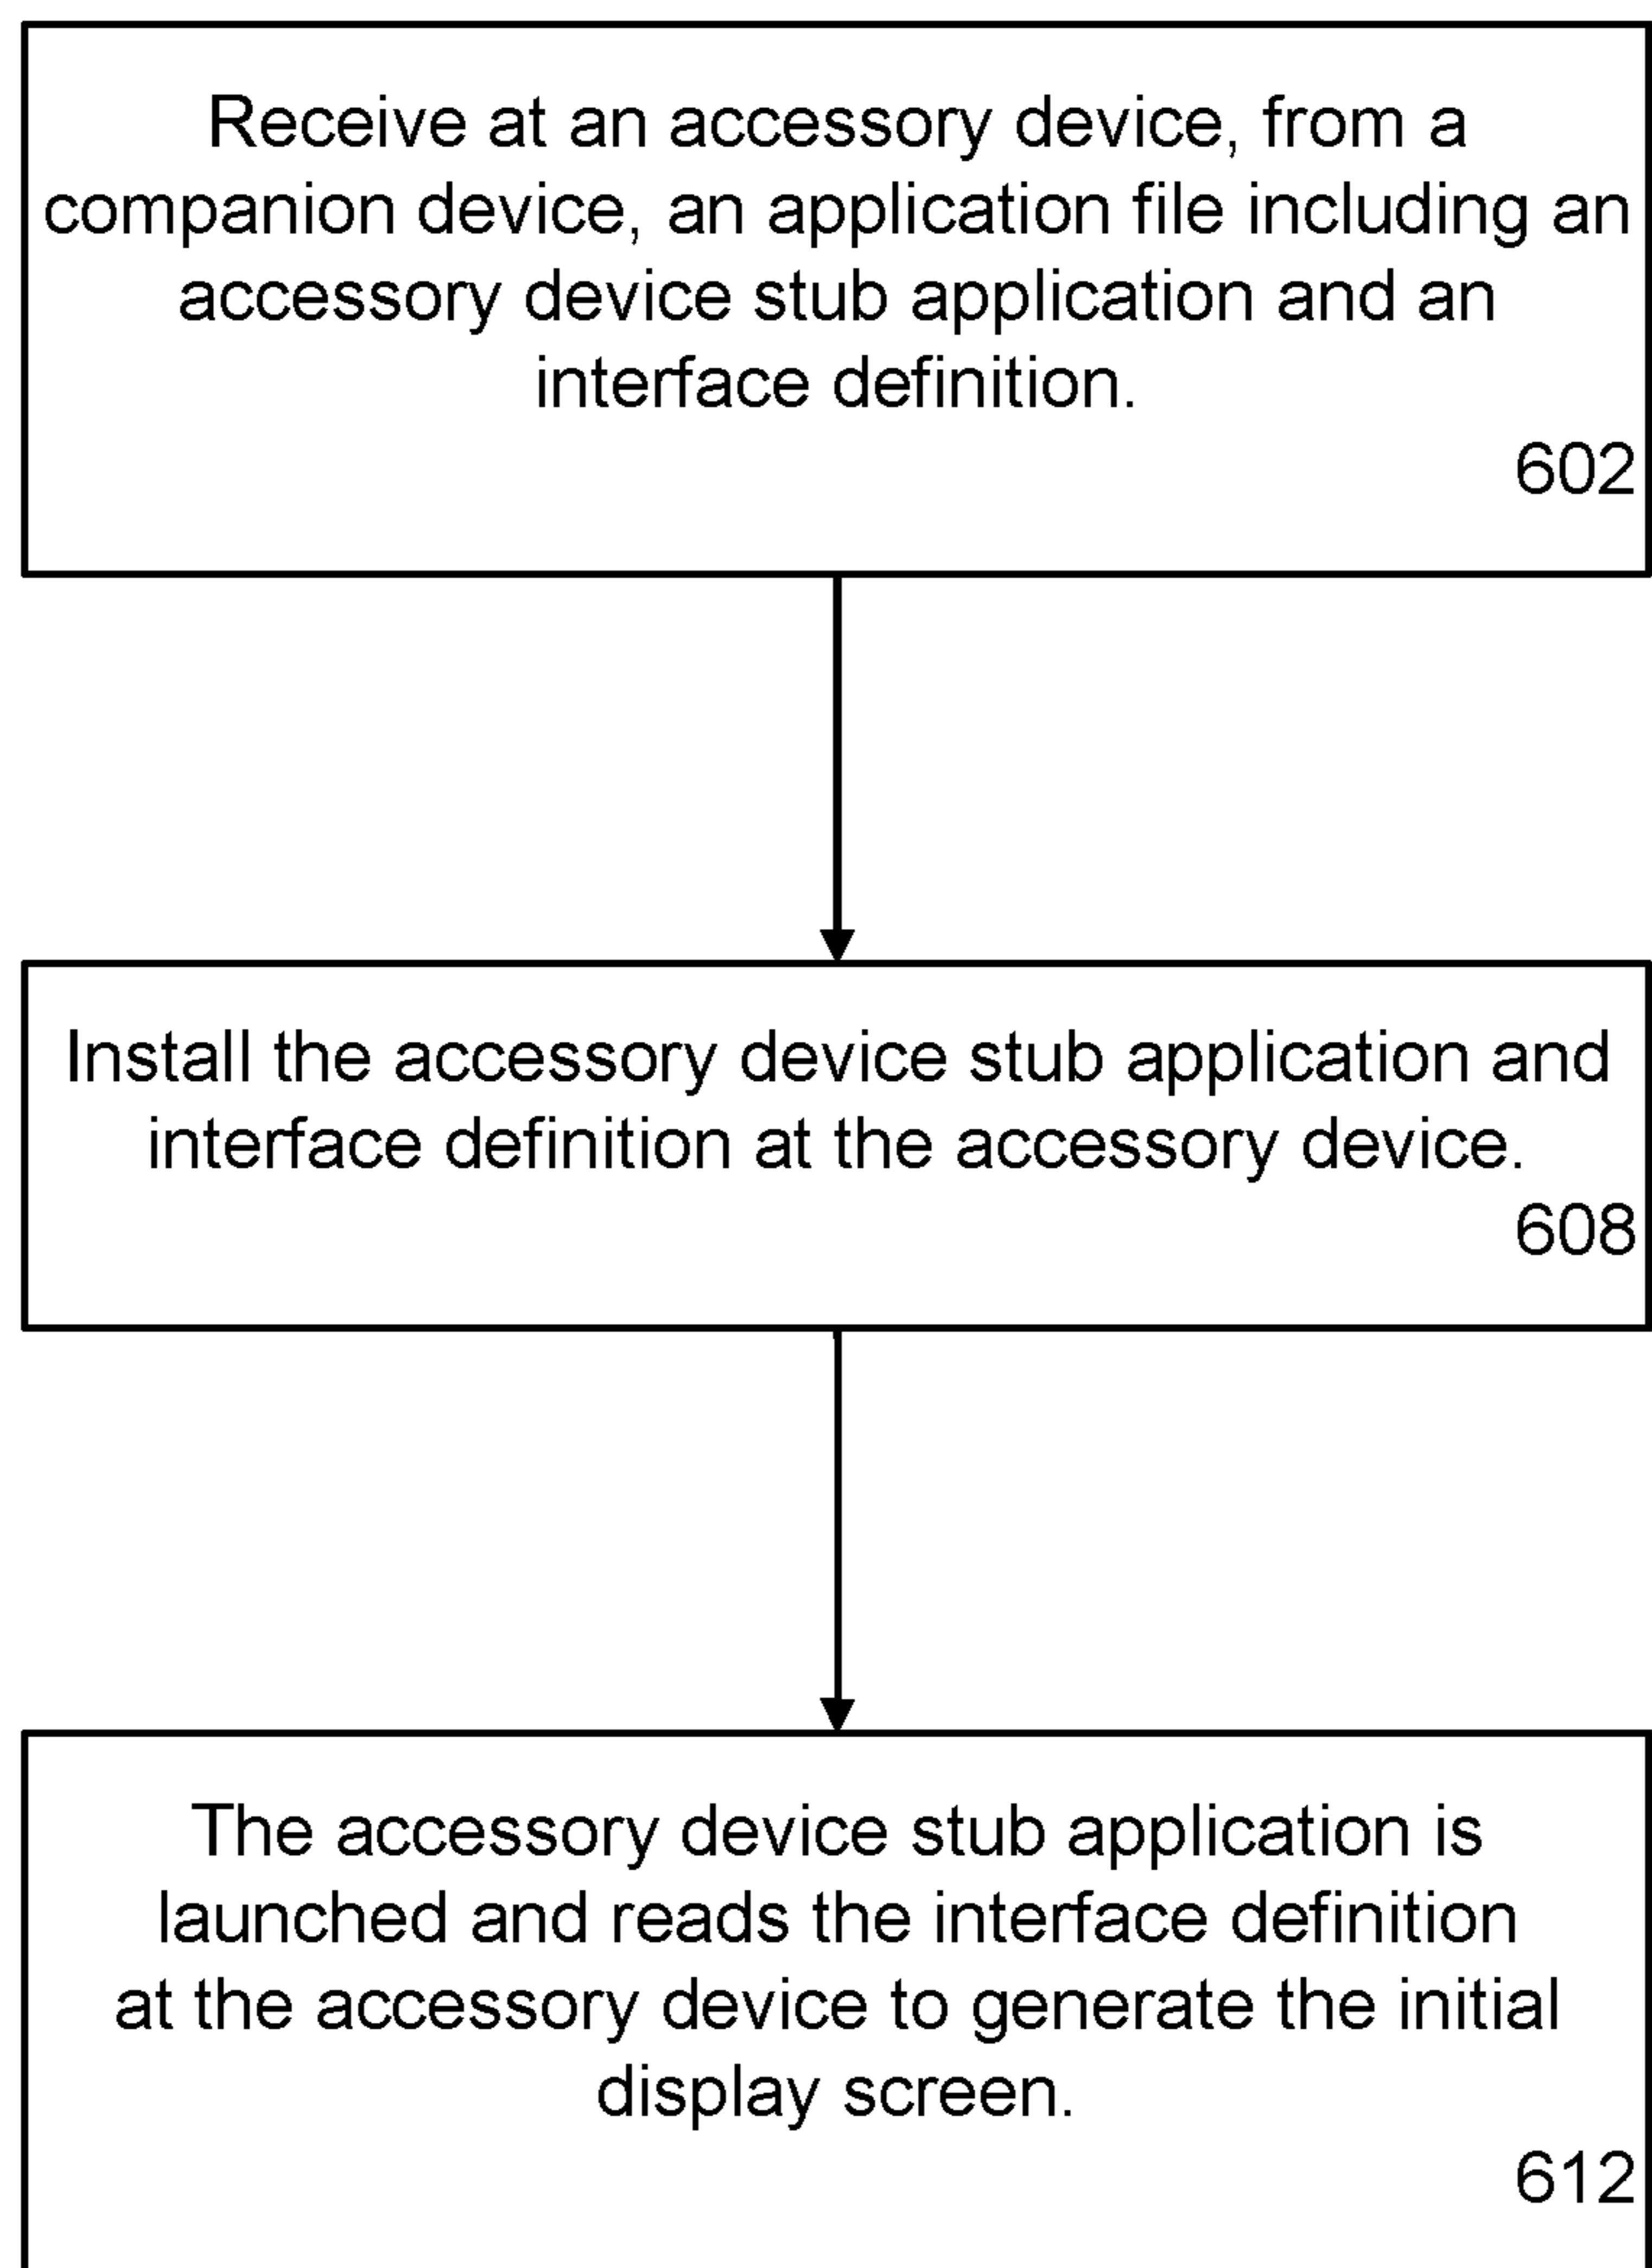 Receive at an accessory device, from a
companion device, an application file including an
accessory device stub application and an
interface definition.
602
Install the accessory device stub application and
interface definition at the accessory device.
608
The accessory device stub application is
launched and reads the interface definition
at the accessory device to generate the initial
display screen.
612